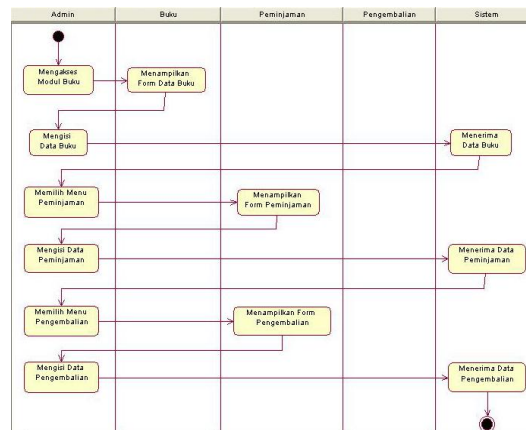 Admin Buku Peminjaman Pengembalian Sistem
Mengakses
Modul Buku
Menampilkan
Form Data Buku
Mengisi
Data Buku
Menerima
Data Buku
Memilih Menu
Peminjaman
Menampilkan
Form Peminjaman
Mengisi Data
Peminjaman
Menerima Data
Peminjaman
Memilih Menu
Pengembalian
Menampilkan Form
Pengembalian
Mengisi Data
Pengembalian
Menerima Data
Pengembalian